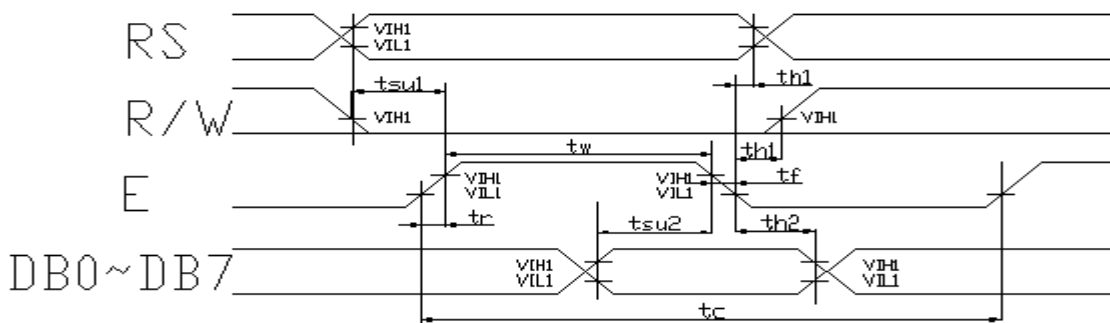 RS VIH1 VIL1
tsu1 th1
R/W VIH1 VIH1
tw th1
E VIH1 VIL1 VIH1 VIL1 tf
tr tsu2 th2
DB0~DB7 VIH1 VIL1 VIH1 VIL1
tc